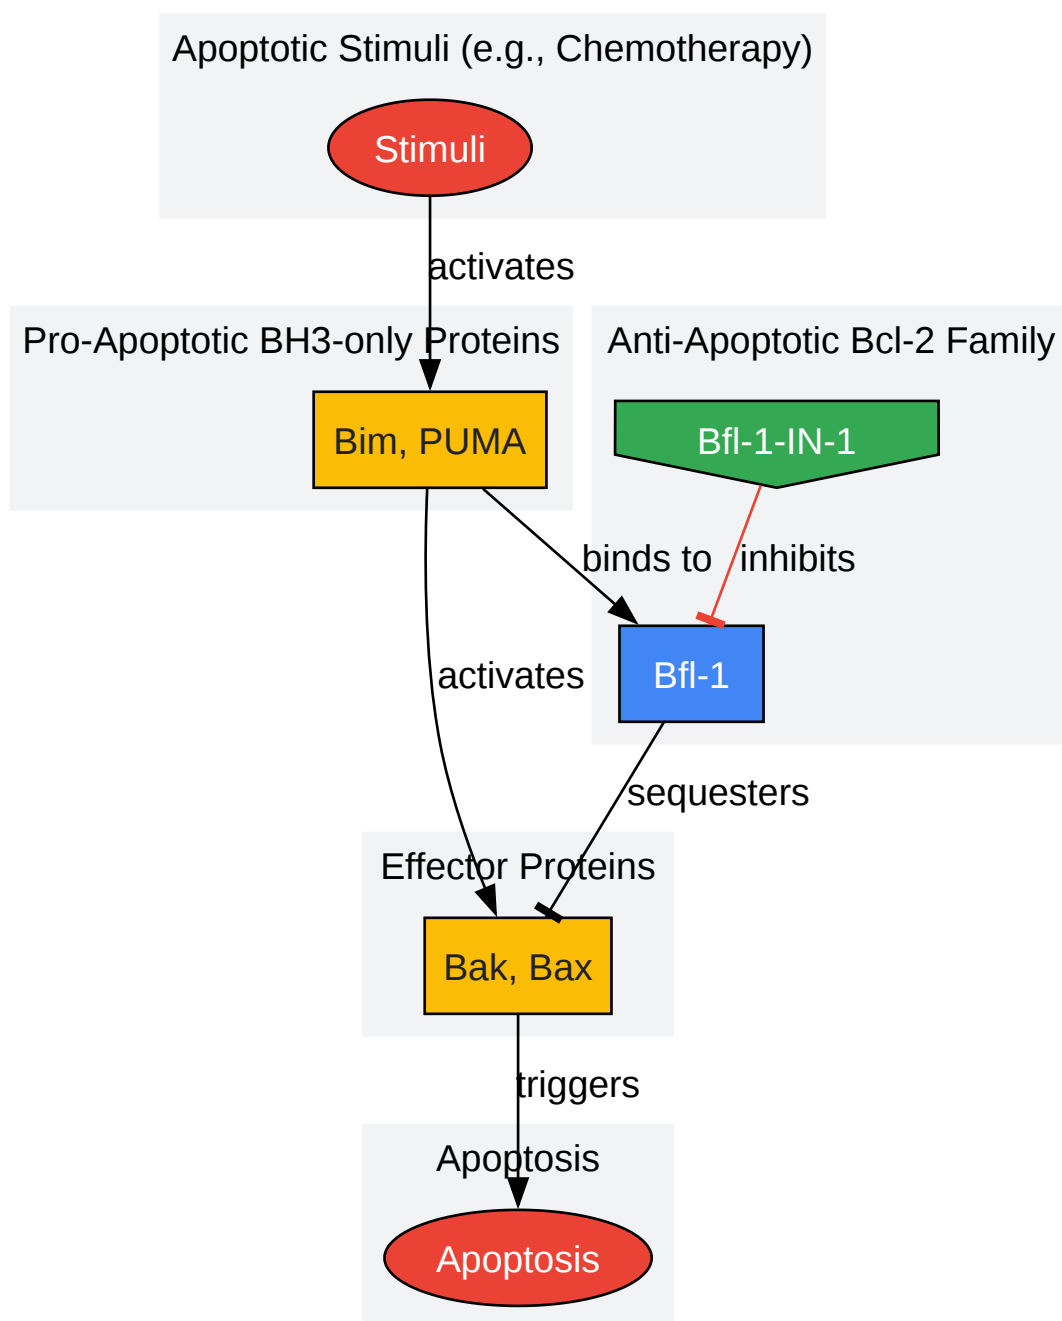 Apoptotic Stimuli (e.g., Chemotherapy)
Stimuli
activates
Pro-Apoptotic BH3-only Proteins
Anti-Apoptotic Bcl-2 Family
Bim, PUMA
Bfl-1-IN-1
binds to
inhibits
activates
Bfl-1
sequesters
Effector Proteins
Bak, Bax
triggers
Apoptosis
Apoptosis